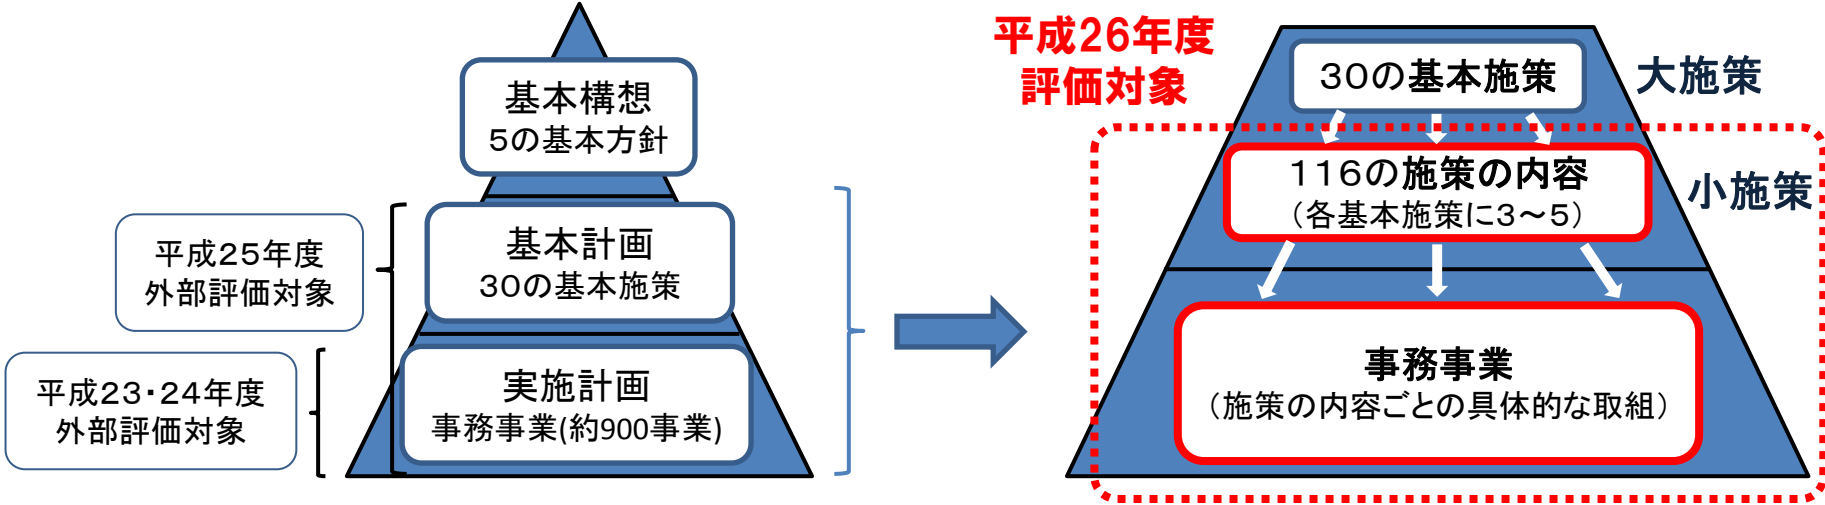 基本構想
5の基本方針
基本計画
30の基本施策
実施計画
事務事業(約900事業)
平成25年度
外部評価対象
平成23・24年度
外部評価対象
平成26年度
評価対象
30の基本施策
大施策
116の施策の内容
(各基本施策に3～5)
小施策
事務事業
(施策の内容ごとの具体的な取組)